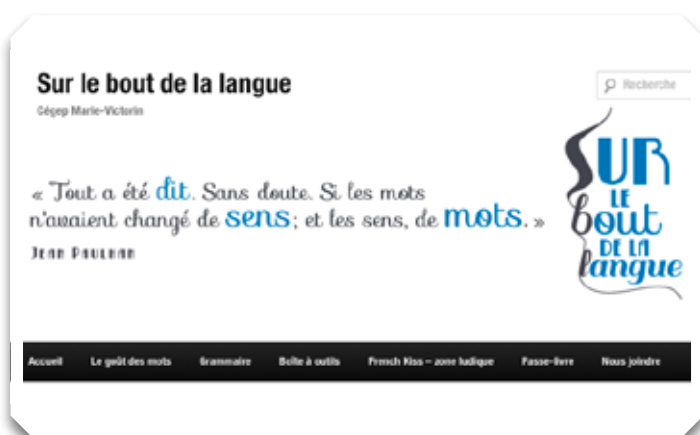 Sur le bout de la langue
Cégep Marie-Victorin
Recherche
« Tout a été dit. Sans doute. Si les mots
n'avaient changé de sens; et les sens, de mots. »
Jean Paulhan
SUR
LE
bout
DE LA
langue
Accueil Le goût des mots Grammaire Boîte à outils French Kiss – zone ludique Passe-livre Nous joindre